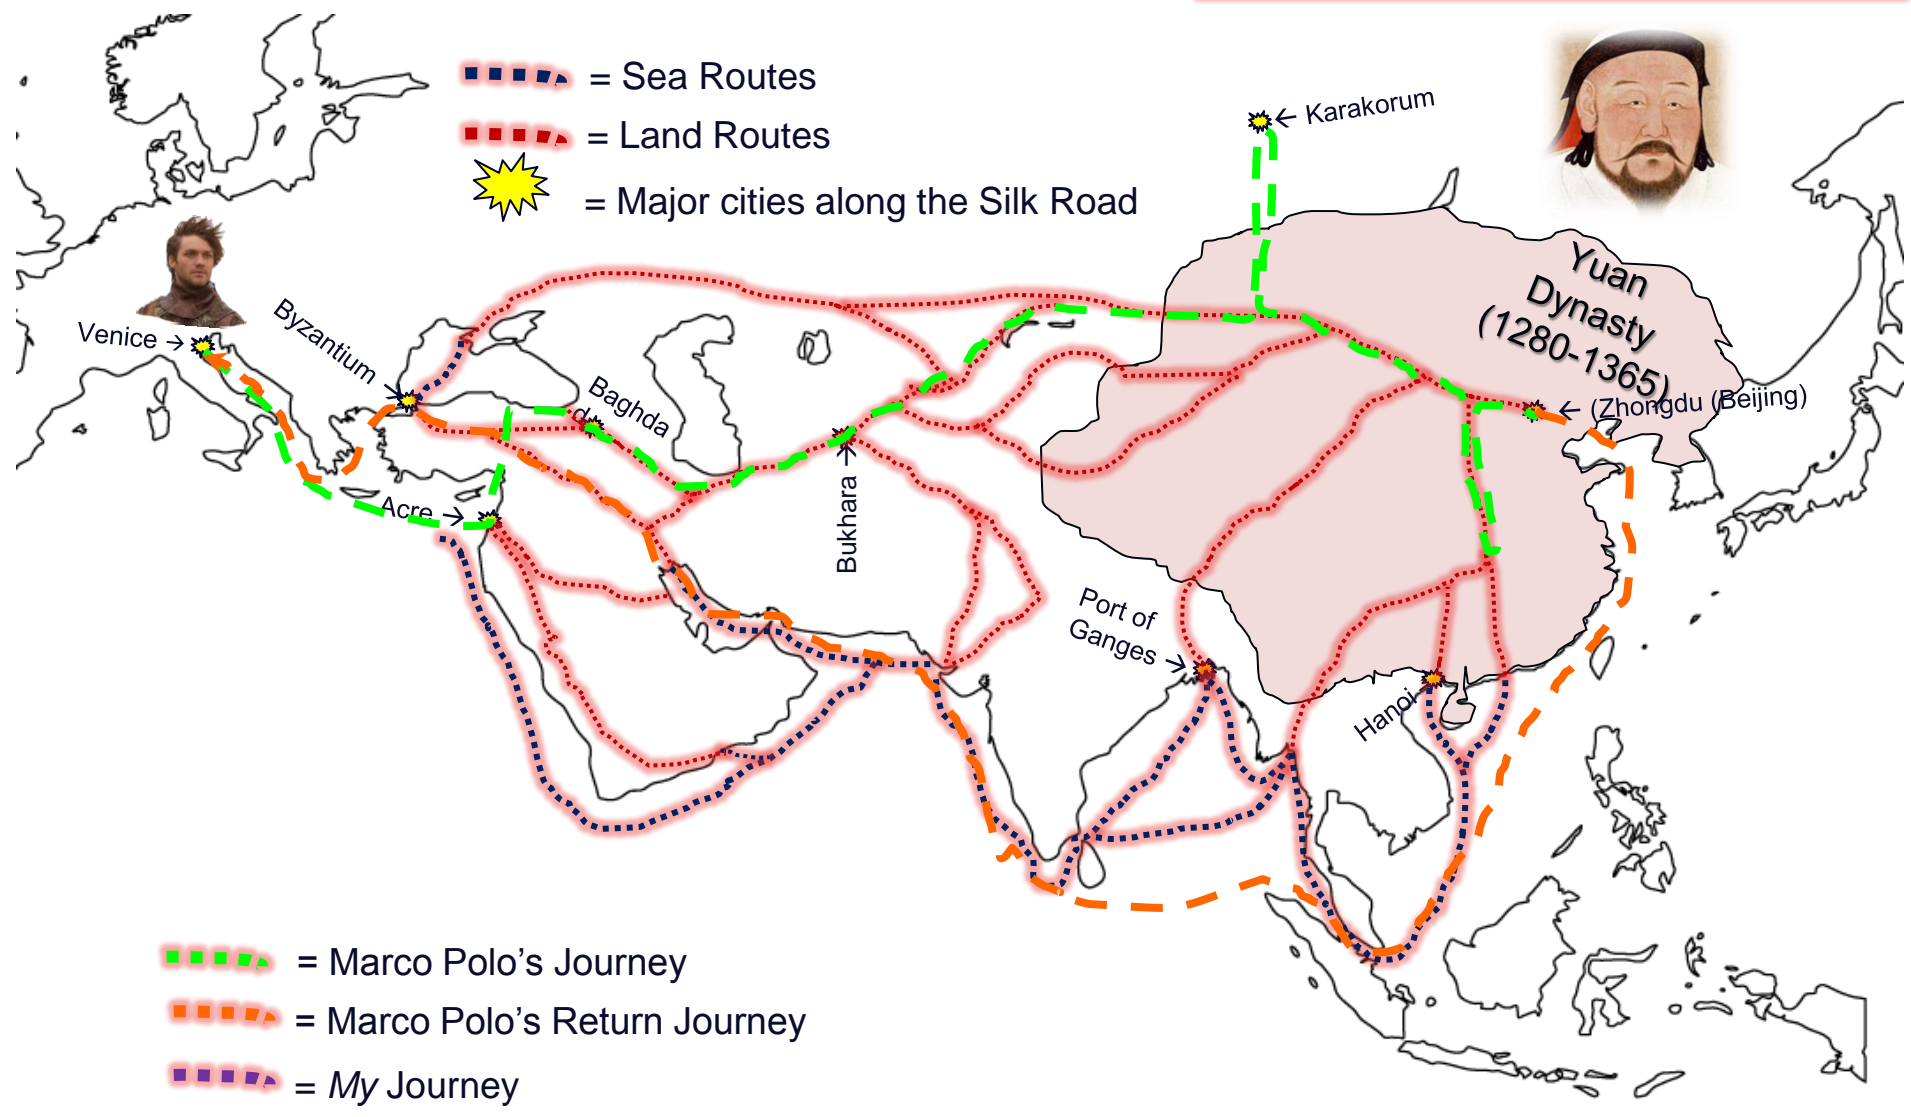 = Sea Routes
= Land Routes
= Major cities along the Silk Road
← Karakorum
Yuan
Dynasty
(1280-1365)
Venice →
Byzantium →
Baghda
d→
← (Zhongdu (Beijing)
Acre →
Bukhara →
Port of
Ganges →
Hanoi
= Marco Polo's Journey
= Marco Polo's Return Journey
= My Journey